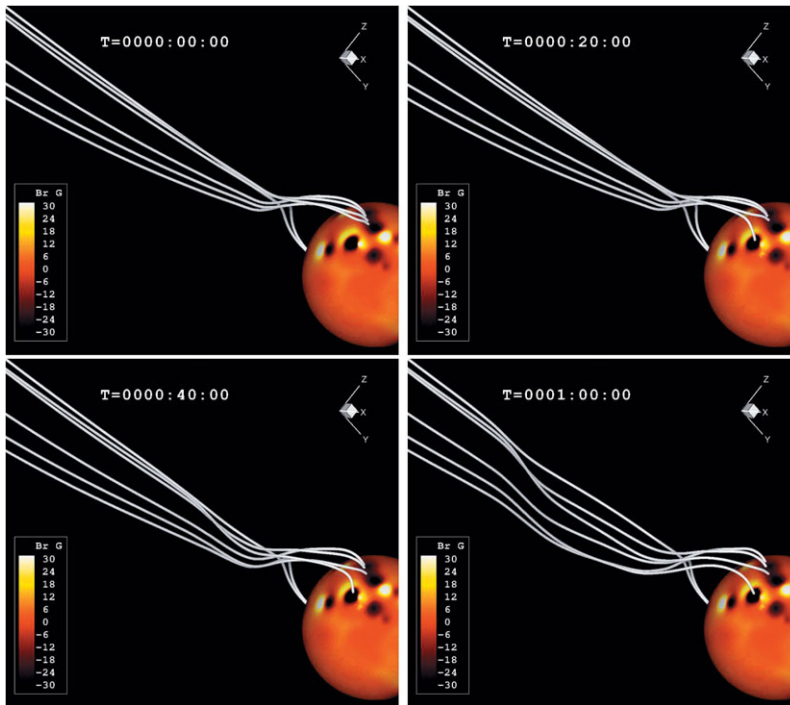 T=0000:00:00
Z
X
Y
Br G
30
24
18
12
6
0
-6
-12
-18
-24
-30
T=0000:20:00
Z
X
Y
Br G
30
24
18
12
6
0
-6
-12
-18
-24
-30
T=0000:40:00
Z
X
Y
Br G
30
24
18
12
6
0
-6
-12
-18
-24
-30
T=0001:00:00
Z
X
Y
Br G
30
24
18
12
6
0
-6
-12
-18
-24
-30